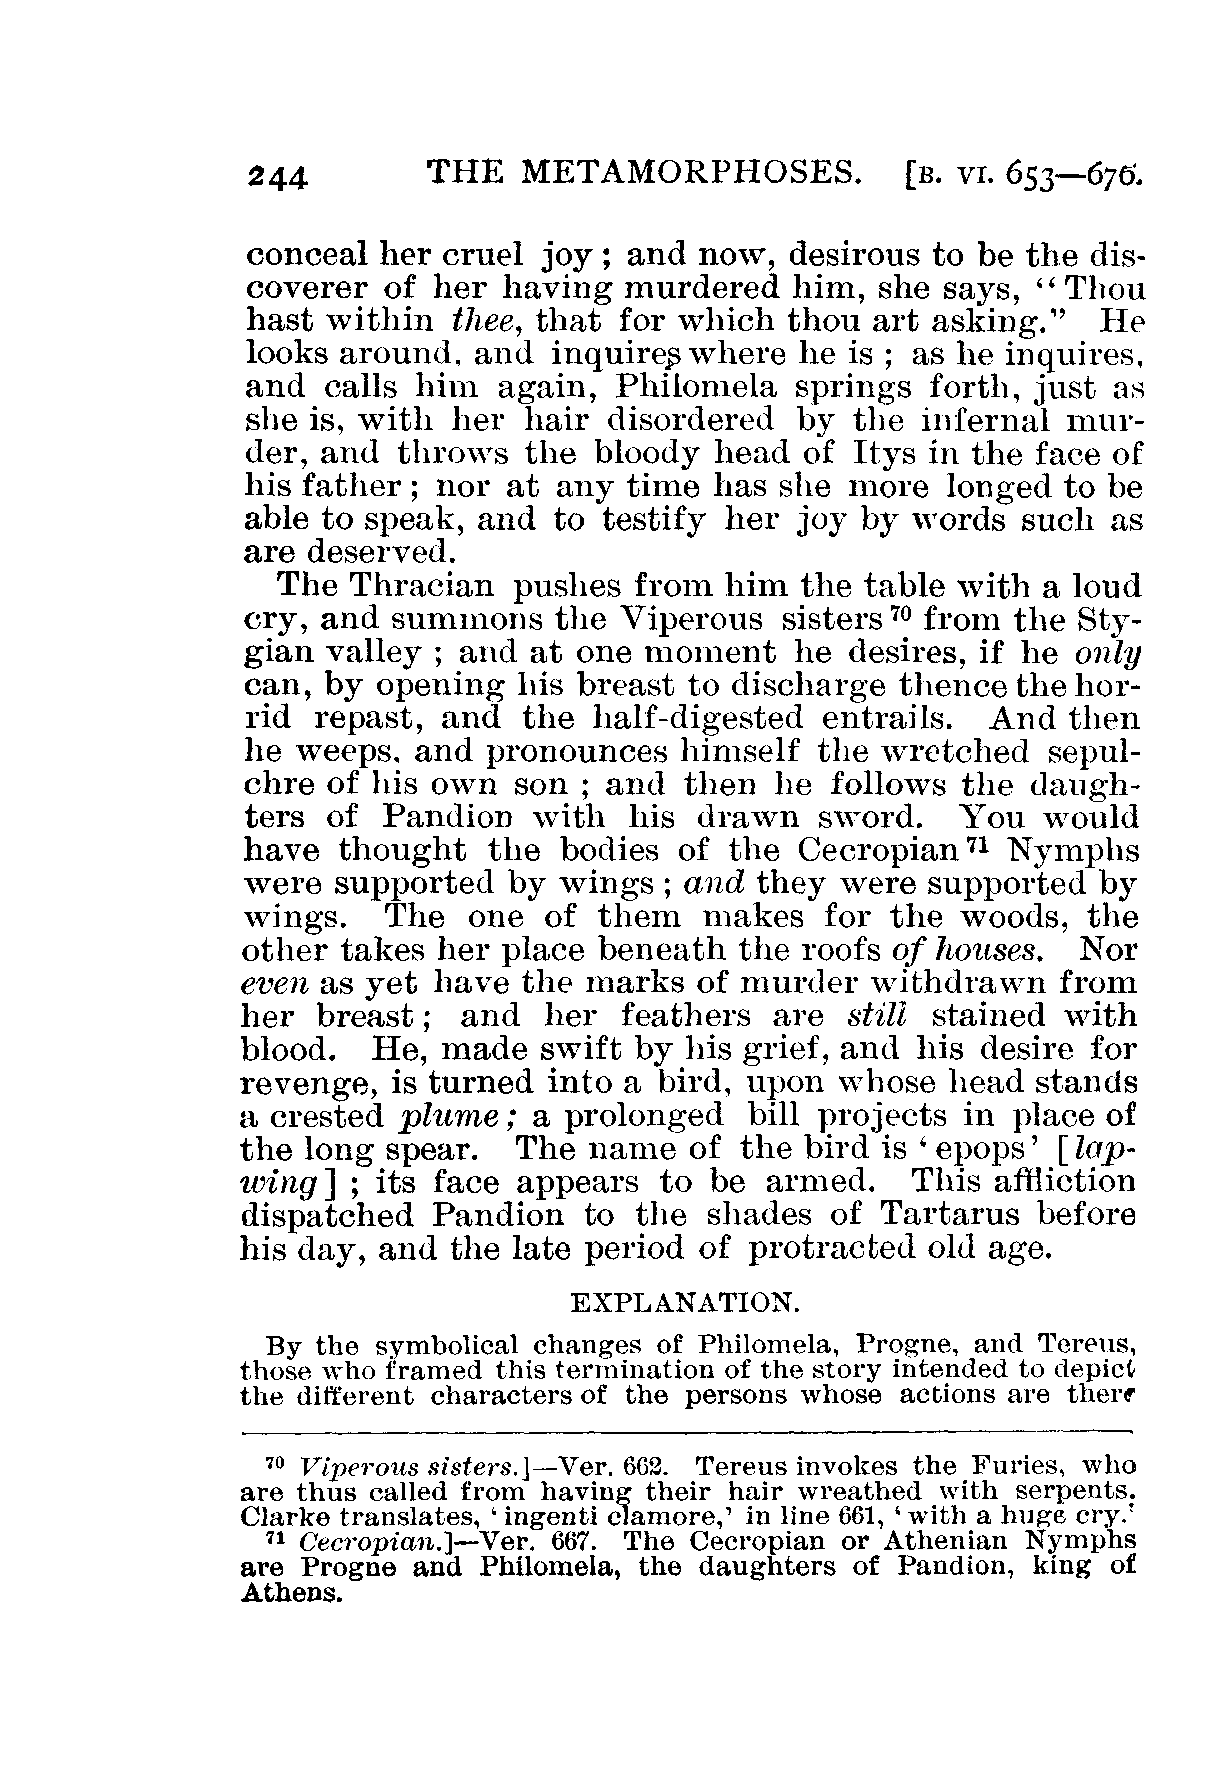 244 THE METAMORPHOSES. [B. VI. 653—676.
conceal her cruel joy ; and now, desirous to be the dis-
coverer of her having murdered him, she says, “Thou
hast within thee, that for which thou art asking.” He
looks around, and inquires where he is ; as he inquires,
and calls him again, Philomela springs forth, just as
she is, with her hair disordered by the infernal mur-
der, and throws the bloody head of Itys in the face of
his father ; nor at any time has she more longed to be
able to speak, and to testify her joy by words such as
are deserved.
The Thracian pushes from him the table with a loud
cry, and summons the Viperous sisters⁷⁰ from the Sty-
gian valley ; and at one moment he desires, if he only
can, by opening his breast to discharge thence the hor-
rid repast, and the half-digested entrails. And then
he weeps, and pronounces himself the wretched sepul-
chre of his own son ; and then he follows the daugh-
ters of Pandion with his drawn sword. You would
have thought the bodies of the Cecropian⁷¹ Nymphs
were supported by wings ; and they were supported by
wings. The one of them makes for the woods, the
other takes her place beneath the roofs of houses. Nor
even as yet have the marks of murder withdrawn from
her breast ; and her feathers are still stained with
blood. He, made swift by his grief, and his desire for
revenge, is turned into a bird, upon whose head stands
a crested plume ; a prolonged bill projects in place of
the long spear. The name of the bird is ‘epops’ [lap-
wing] ; its face appears to be armed. This affliction
dispatched Pandion to the shades of Tartarus before
his day, and the late period of protracted old age.
EXPLANATION.
By the symbolical changes of Philomela, Progne, and Tereus,
those who framed this termination of the story intended to depict
the different characters of the persons whose actions are there
⁷⁰ Viperous sisters.]—Ver. 662. Tereus invokes the Furies, who
are thus called from having their hair wreathed with serpents.
Clarke translates, ‘ingenti clamore,’ in line 661, ‘with a huge cry.’
⁷¹ Cecropian.]—Ver. 667. The Cecropian or Athenian Nymphs
are Progne and Philomela, the daughters of Pandion, king of
Athens.